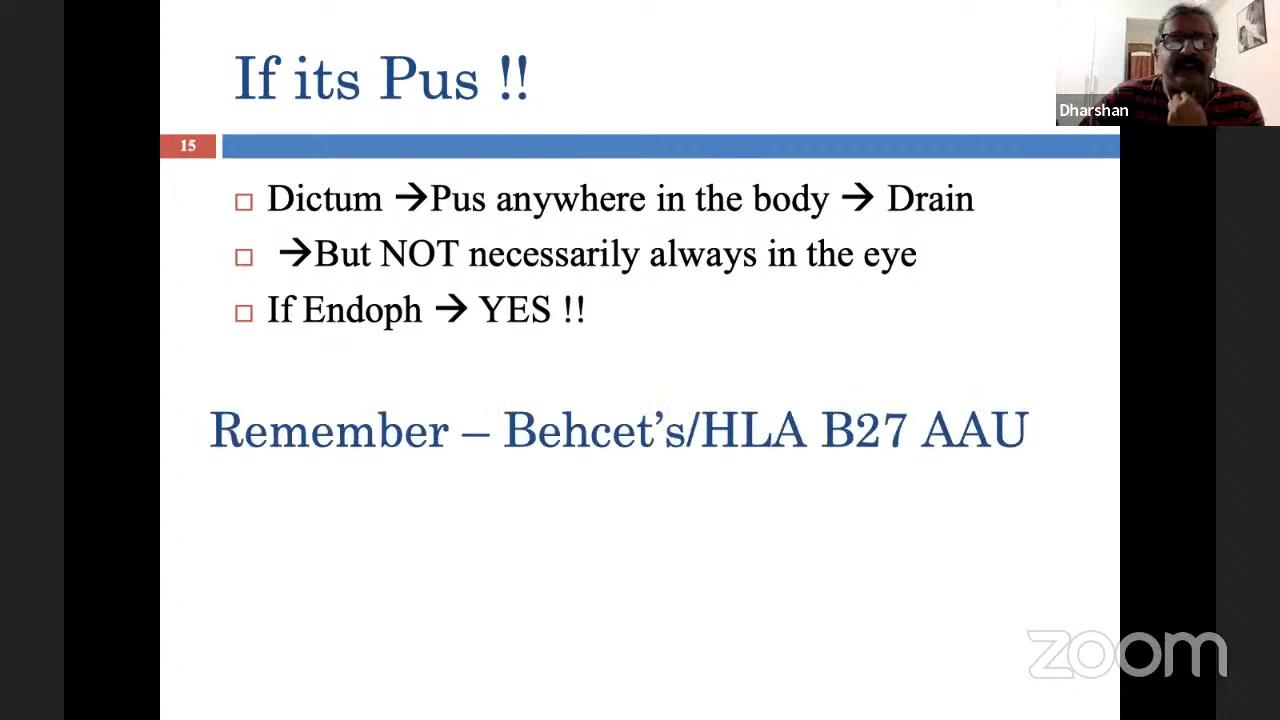 If its Pus !!
Dharshan
15
Dictum →Pus anywhere in the body → Drain
→But NOT necessarily always in the eye
If Endoph → YES !!
Remember – Behcet’s/HLA B27 AAU
zoom